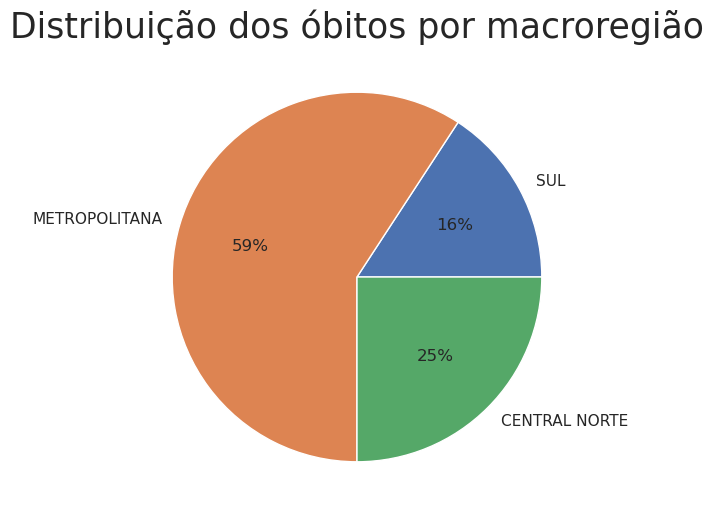 Distribuição dos óbitos por macroregião
SUL
16%
METROPOLITANA
59%
25%
CENTRAL NORTE